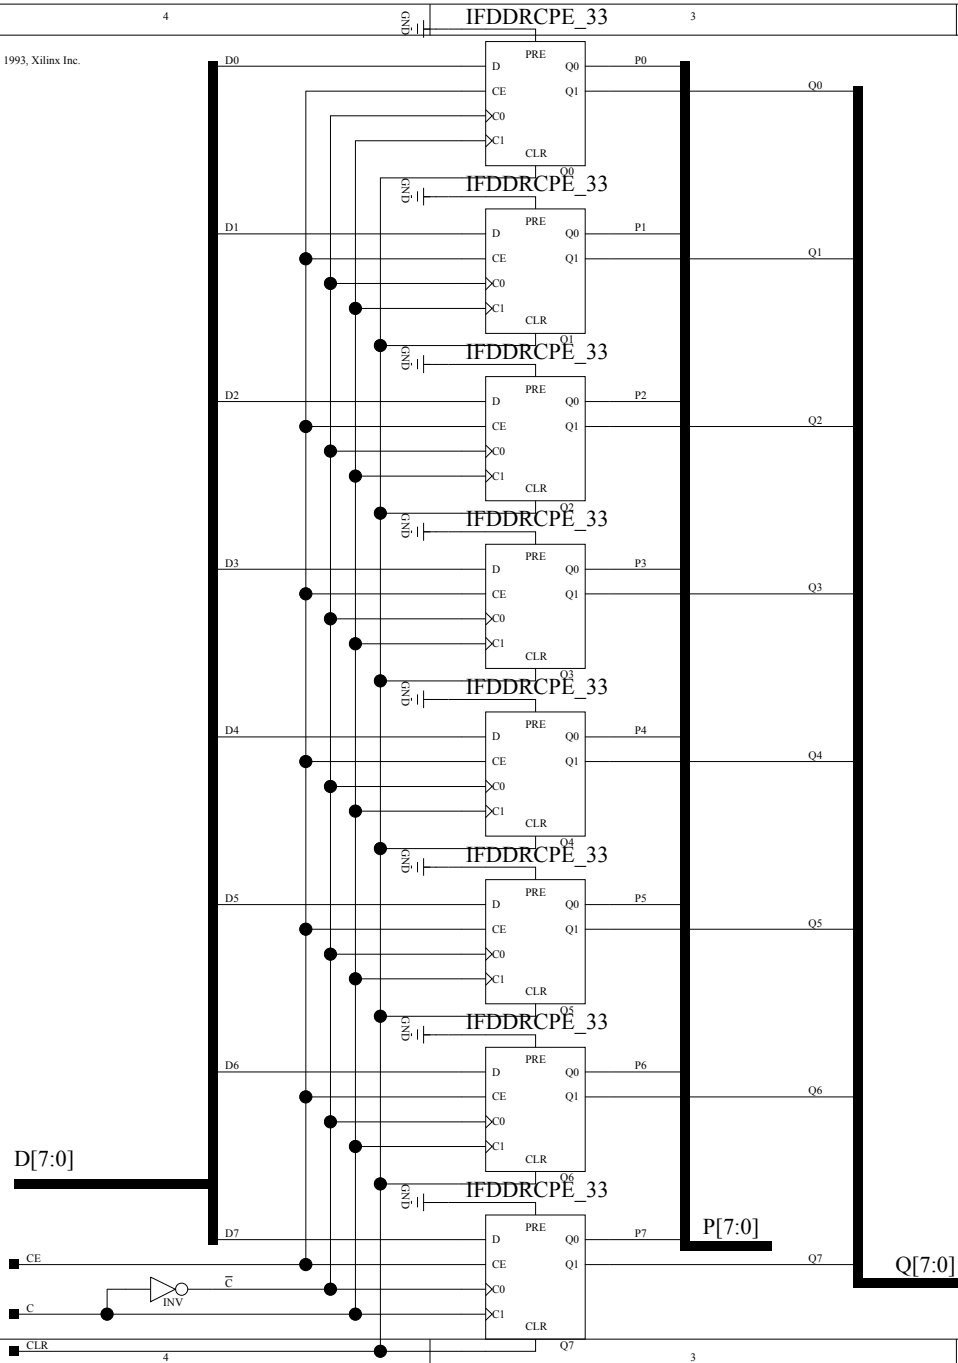 4 3
GND IFDDRCPE_33
1993, Xilinx Inc.
D0 D PRE Q0 P0
CE Q1 Q0
C0
C1
CLR
Q0
GND IFDDRCPE_33
D1 D PRE Q0 P1
CE Q1 Q1
C0
C1
CLR
Q1
GND IFDDRCPE_33
D2 D PRE Q0 P2
CE Q1 Q2
C0
C1
CLR
Q2
GND IFDDRCPE_33
D3 D PRE Q0 P3
CE Q1 Q3
C0
C1
CLR
Q3
GND IFDDRCPE_33
D4 D PRE Q0 P4
CE Q1 Q4
C0
C1
CLR
Q4
GND IFDDRCPE_33
D5 D PRE Q0 P5
CE Q1 Q5
C0
C1
CLR
Q5
GND IFDDRCPE_33
D6 D PRE Q0 P6
CE Q1 Q6
C0
C1
CLR
Q6
D[7:0]
GND IFDDRCPE_33
D7 D PRE Q0 P7 P[7:0]
CE CE Q1 Q7 Q[7:0]
INV C̅ C0
C C1
CLR
CLR Q7
4 3